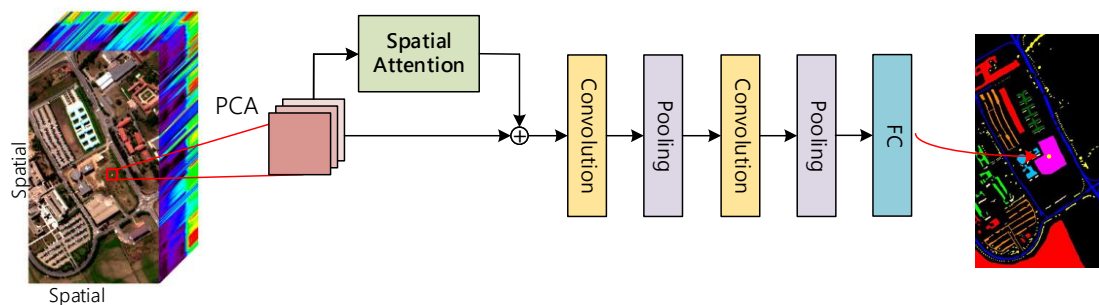 Spatial
Attention
PCA
Convolution
Pooling
Convolution
Pooling
FC
Spatial
Spatial